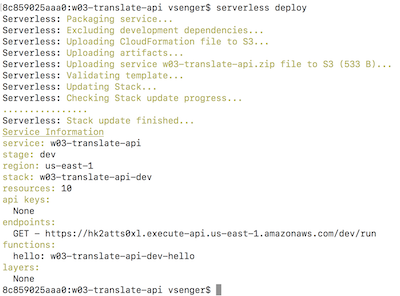 8c859025aaa0:w03-translate-api vsenger$ serverless deploy
Serverless: Packaging service...
Serverless: Excluding development dependencies...
Serverless: Uploading CloudFormation file to S3...
Serverless: Uploading artifacts...
Serverless: Uploading service w03-translate-api.zip file to S3 (533 B)...
Serverless: Validating template...
Serverless: Updating Stack...
Serverless: Checking Stack update progress...
................
Serverless: Stack update finished...
Service Information
service: w03-translate-api
stage: dev
region: us-east-1
stack: w03-translate-api-dev
resources: 10
api keys:
  None
endpoints:
  GET - https://hk2atts0xl.execute-api.us-east-1.amazonaws.com/dev/run
functions:
  hello: w03-translate-api-dev-hello
layers:
  None
8c859025aaa0:w03-translate-api vsenger$